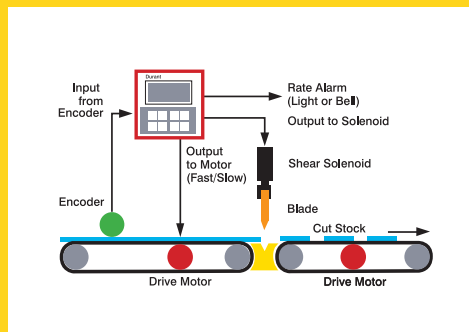 Durant
Input
from
Encoder
Rate Alarm
(Light or Bell)
Output to Solenoid
Output
to Motor
(Fast/Slow)
Shear Solenoid
Encoder
Blade
Cut Stock
Drive Motor
Drive Motor